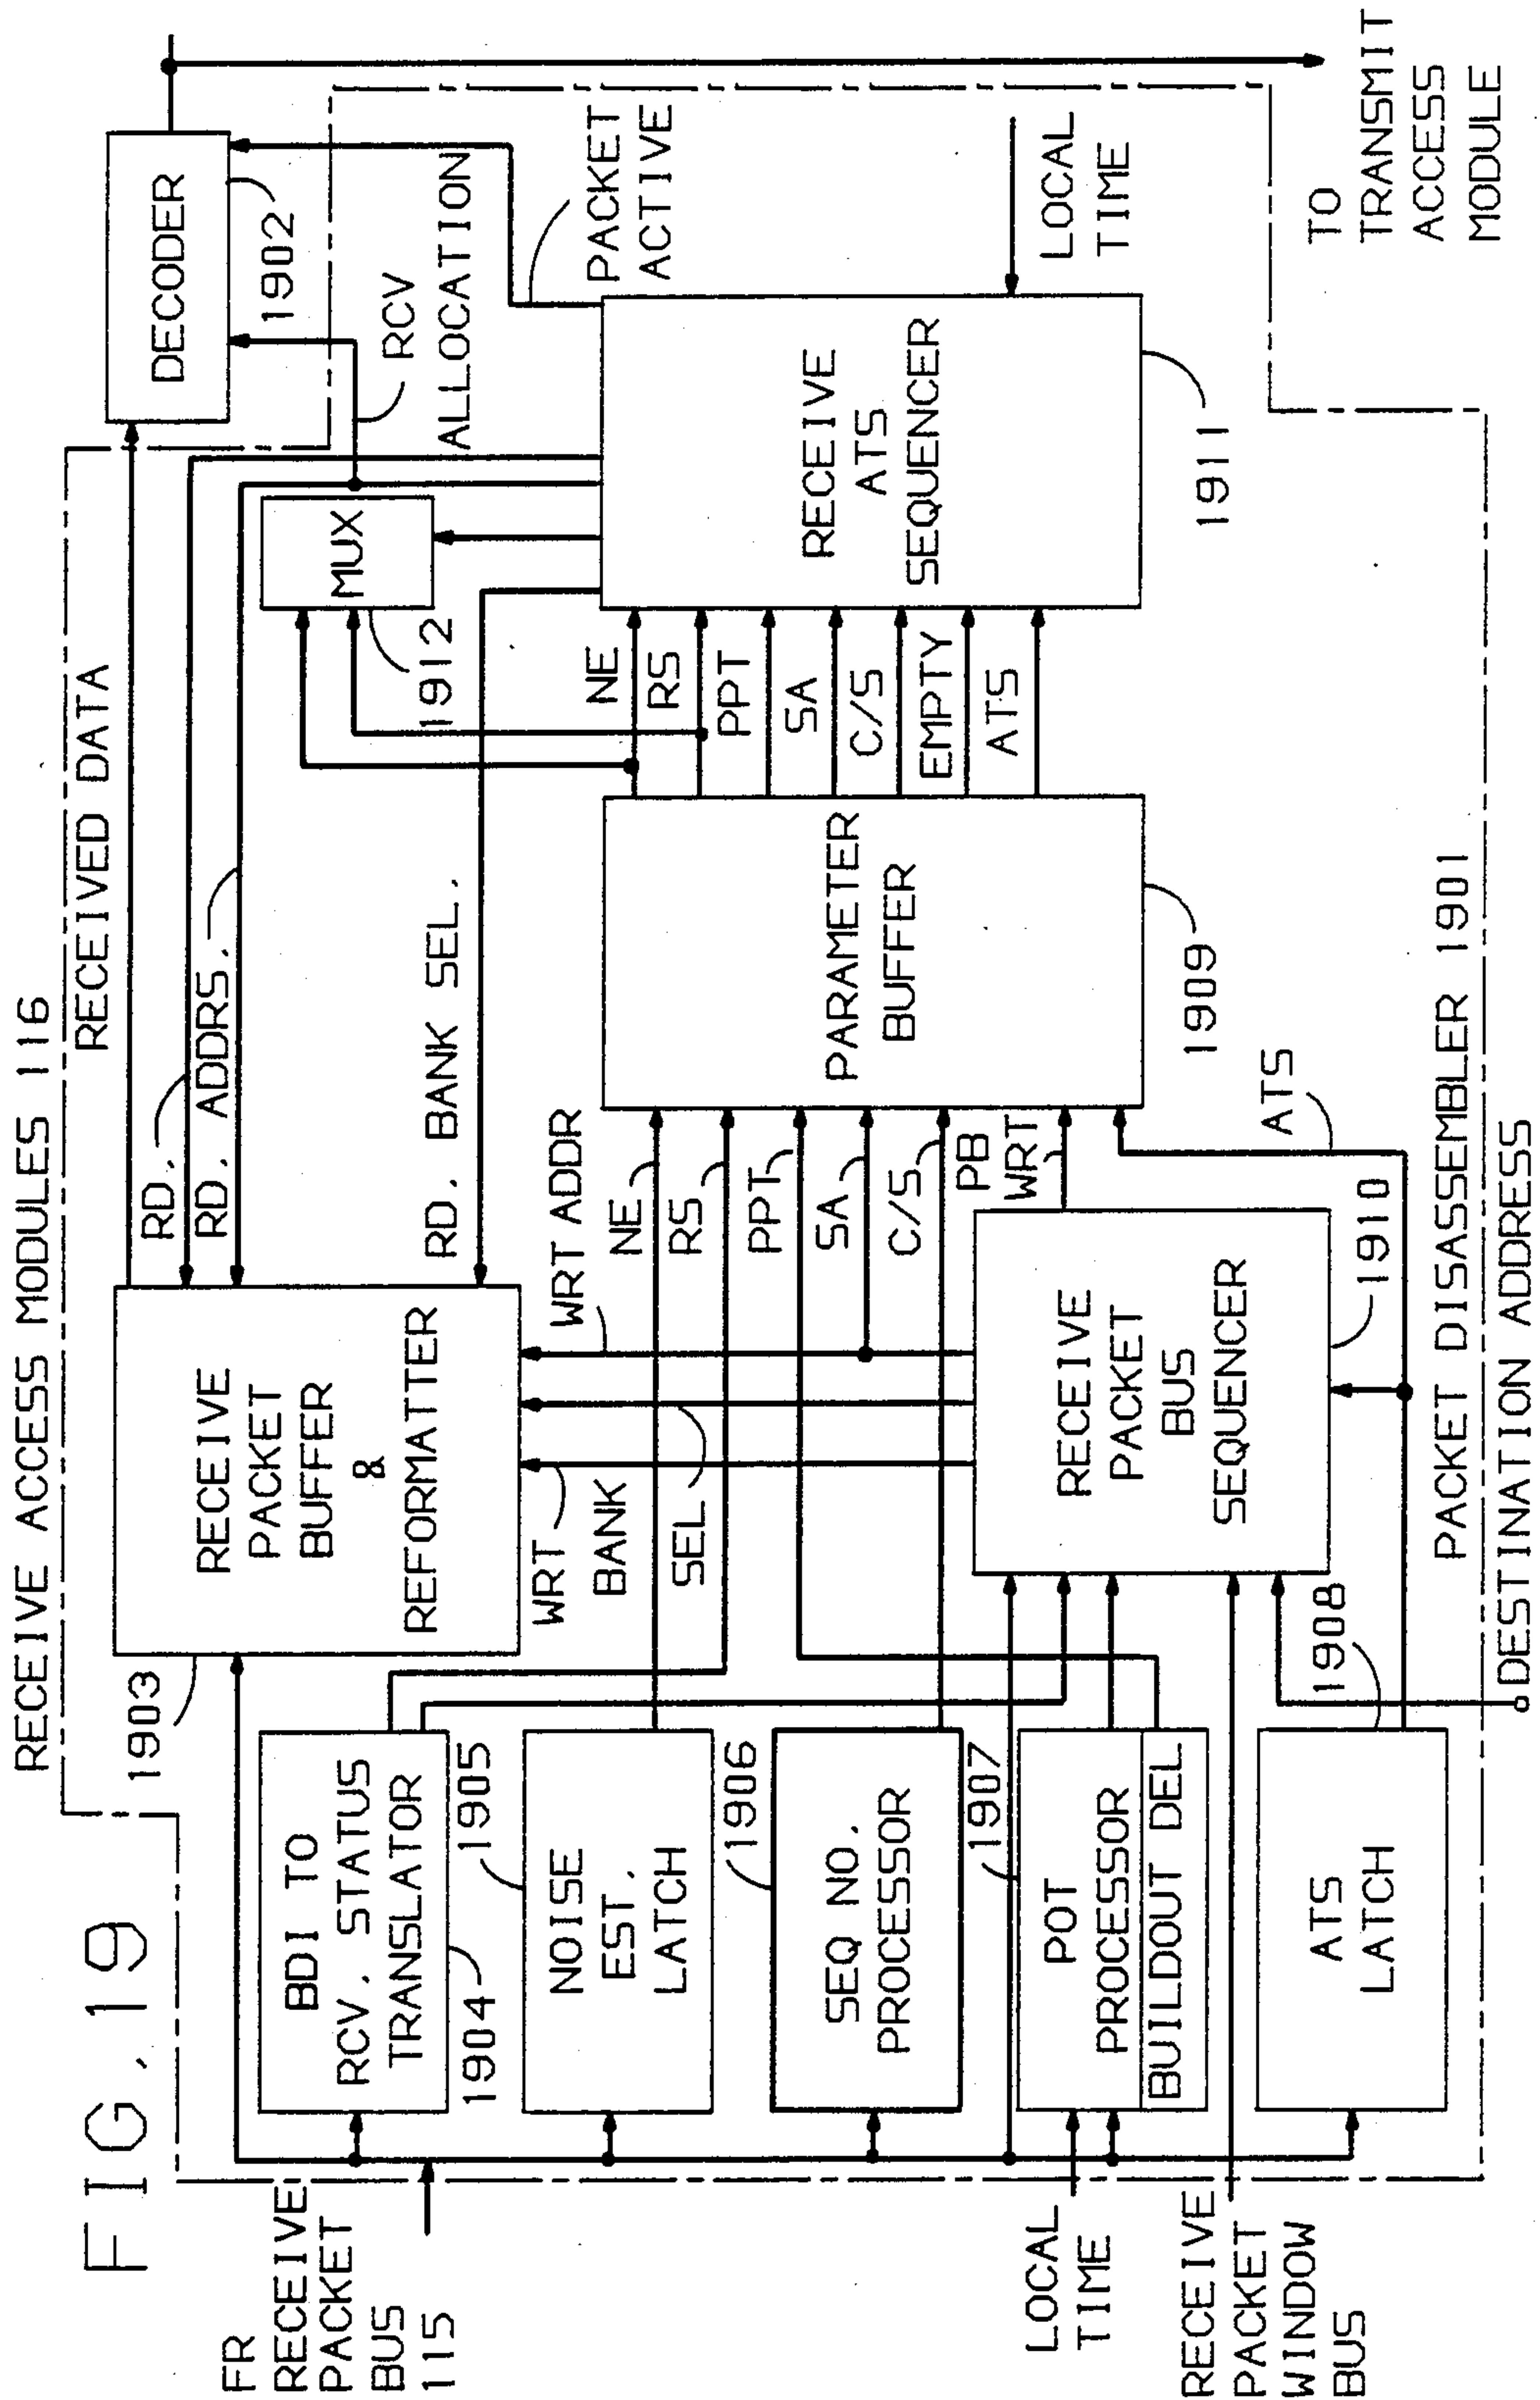 FIG. 19
RECEIVE ACCESS MODULES 116
FR
RECEIVE
PACKET
BUS
115
1903
RECEIVE
PACKET
BUFFER
&
REFORMATTER
RECEIVED DATA
RD.
RD. ADDRS.
RD. BANK SEL.
DECODER
1902
RCV
ALLOCATION
PACKET
ACTIVE
MUX
1912
BDI TO
RCV. STATUS
TRANSLATOR
1904
1905
NOISE
EST.
LATCH
1906
SEQ NO.
PROCESSOR
1907
POT
PROCESSOR
BUILDOUT DEL
1908
ATS
LATCH
LOCAL
TIME
RECEIVE
PACKET
WINDOW
BUS
WRT
BANK
SEL
WRT ADDR
NE
RS
PPT
SA
C/S
PB
WRT
ATS
RECEIVE
PACKET
BUS
SEQUENCER
1910
PARAMETER
BUFFER
1909
NE
RS
PPT
SA
C/S
EMPTY
ATS
RECEIVE
ATS
SEQUENCER
1911
LOCAL
TIME
TO
TRANSMIT
ACCESS
MODULE
PACKET DISASSEMBLER 1901
DESTINATION ADDRESS